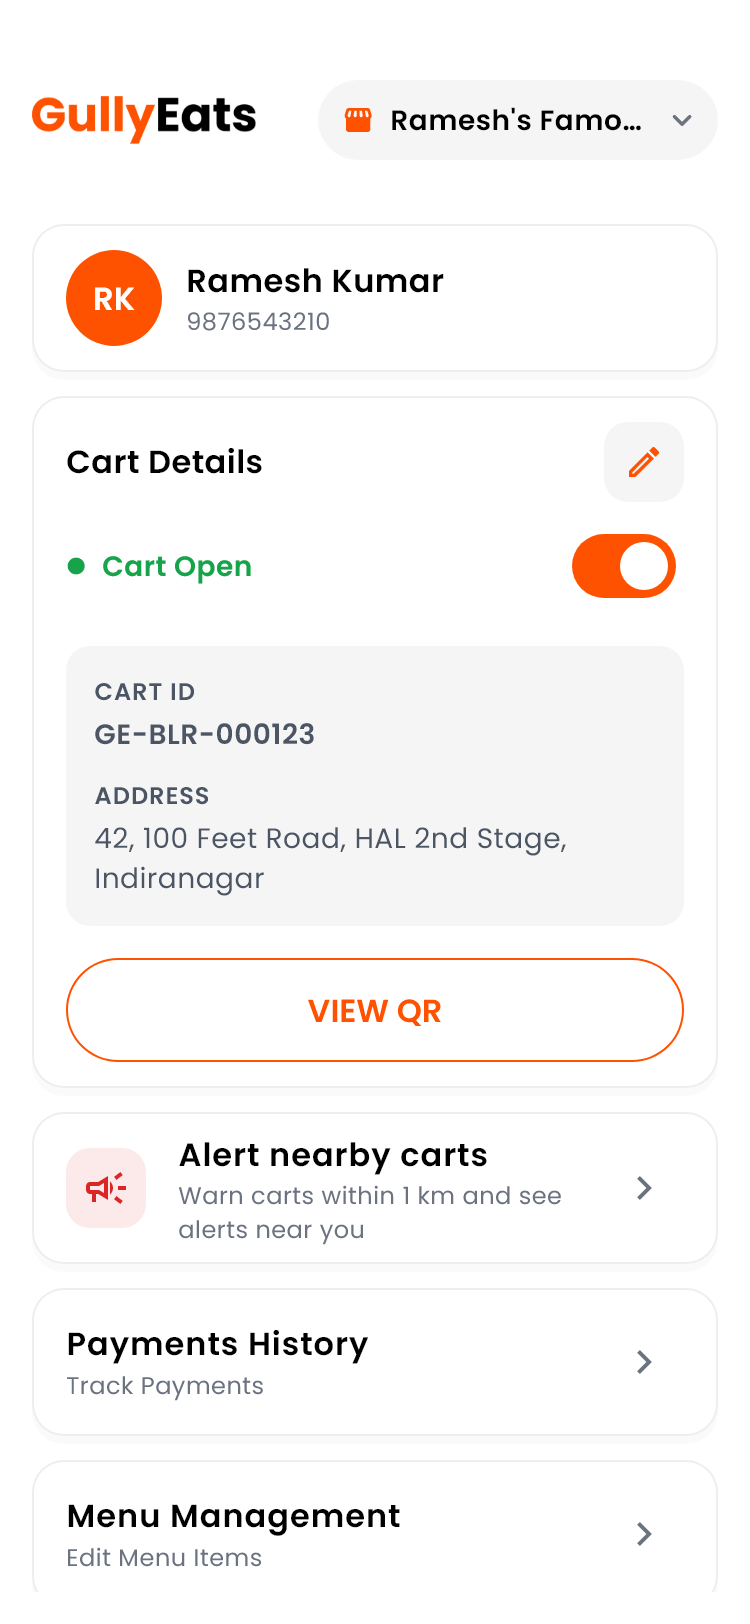 GullyEats
Ramesh's Famo...
RK
Ramesh Kumar
9876543210
Cart Details
Cart Open
CART ID
GE-BLR-000123
ADDRESS
42, 100 Feet Road, HAL 2nd Stage,
Indiranagar
VIEW QR
Alert nearby carts
Warn carts within 1 km and see
alerts near you
Payments History
Track Payments
Menu Management
Edit Menu Items